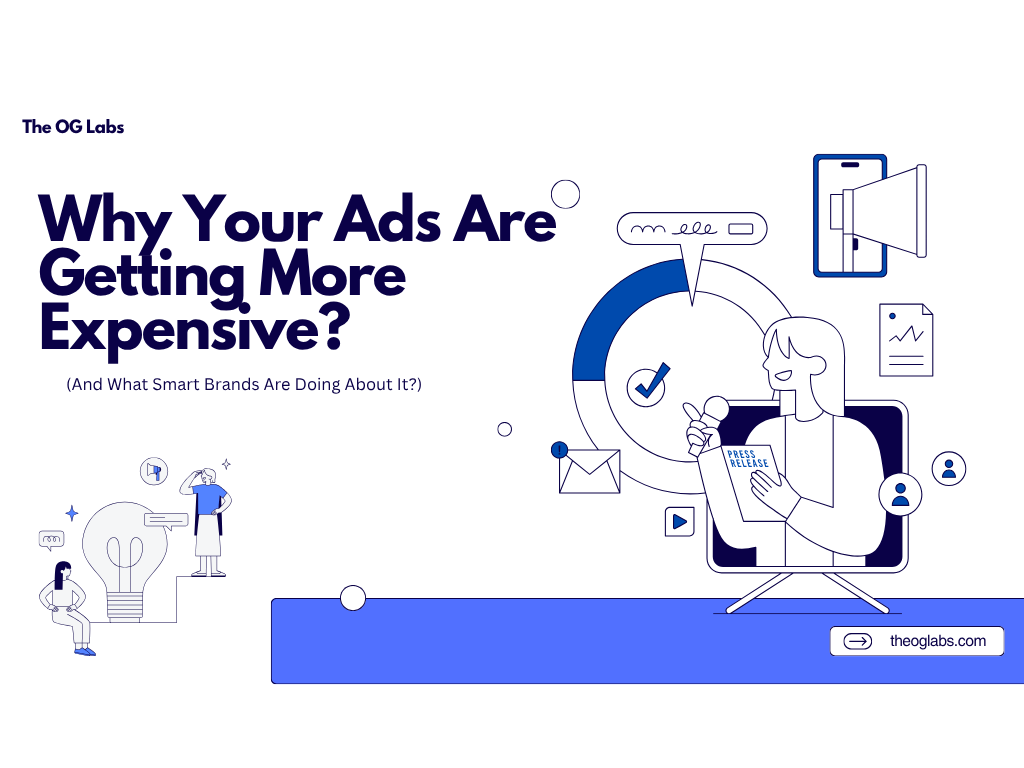 The OG Labs
Why Your Ads Are
Getting More
Expensive?
(And What Smart Brands Are Doing About It?)
PRESS
RELEASE
theoglabs.com